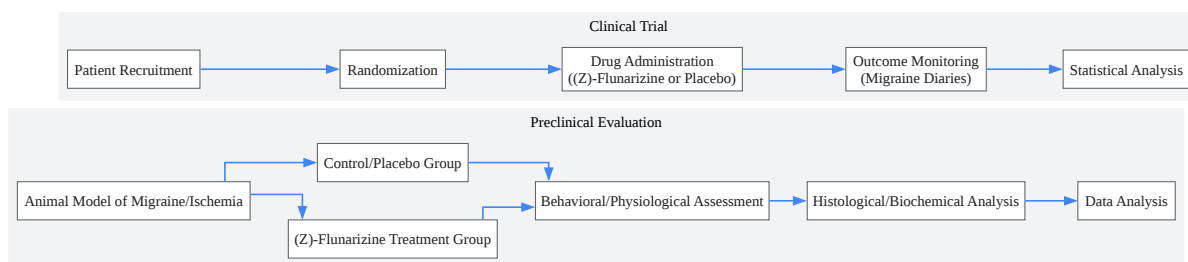 Clinical Trial
Patient Recruitment
Randomization
Drug Administration
((Z)-Flunarizine or Placebo)
Outcome Monitoring
(Migraine Diaries)
Statistical Analysis
Preclinical Evaluation
Animal Model of Migraine/Ischemia
Control/Placebo Group
(Z)-Flunarizine Treatment Group
Behavioral/Physiological Assessment
Histological/Biochemical Analysis
Data Analysis